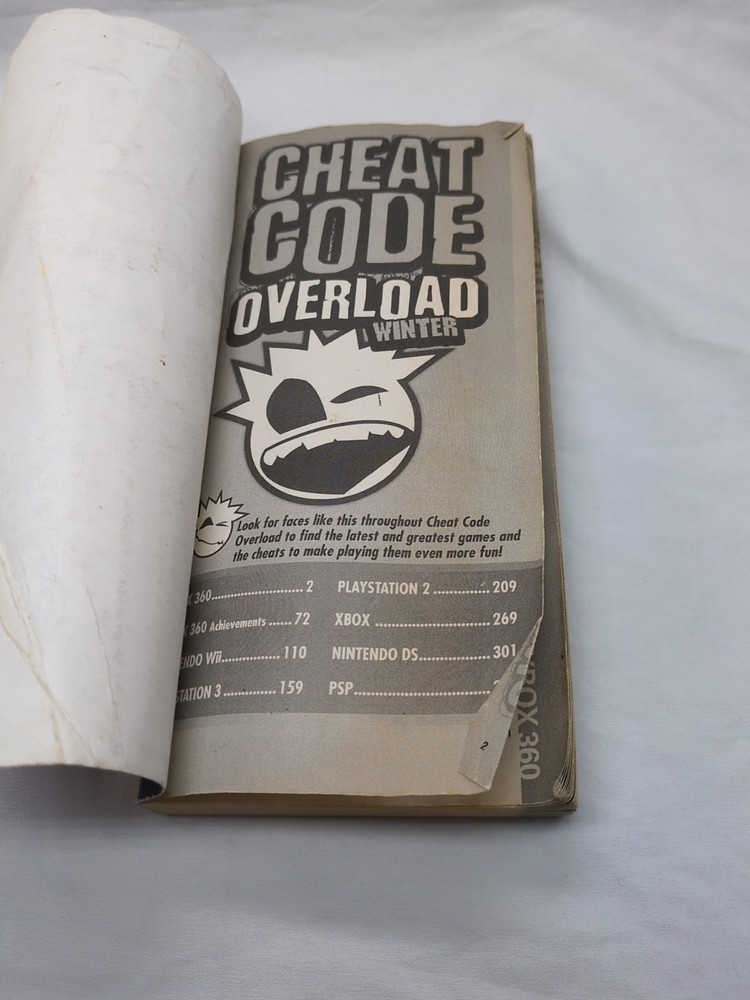 CHEAT
CODE
OVERLOAD
WINTER
Look for faces like this throughout Cheat Code
Overload to find the latest and greatest games and
the cheats to make playing them even more fun!
X 360.......................... 2
PLAYSTATION 2 ............. 209
X 360 Achievements ...... 72
XBOX ........................... 269
ENDO Wii.............. 110
NINTENDO DS.................. 301
STATION 3 ............. 159
PSP..............................
2
XBOX 360